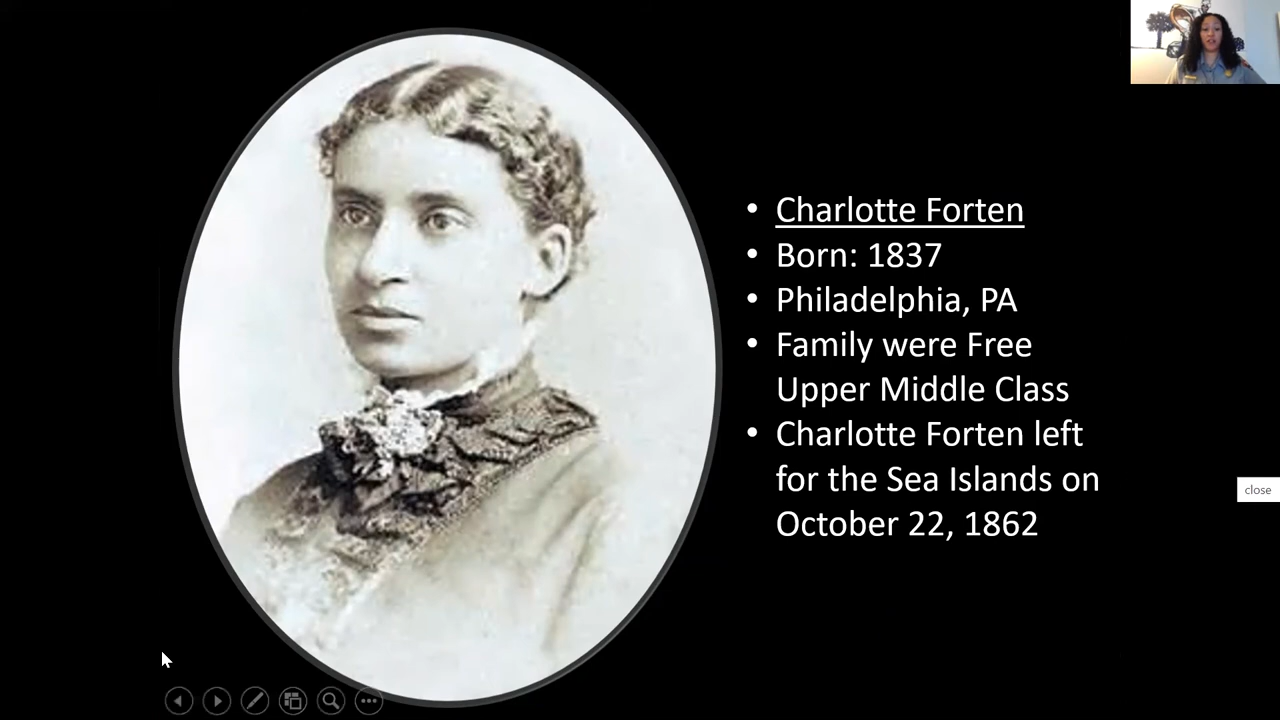 • Charlotte Forten
• Born: 1837
• Philadelphia, PA
• Family were Free
Upper Middle Class
• Charlotte Forten left
for the Sea Islands on
October 22, 1862
close